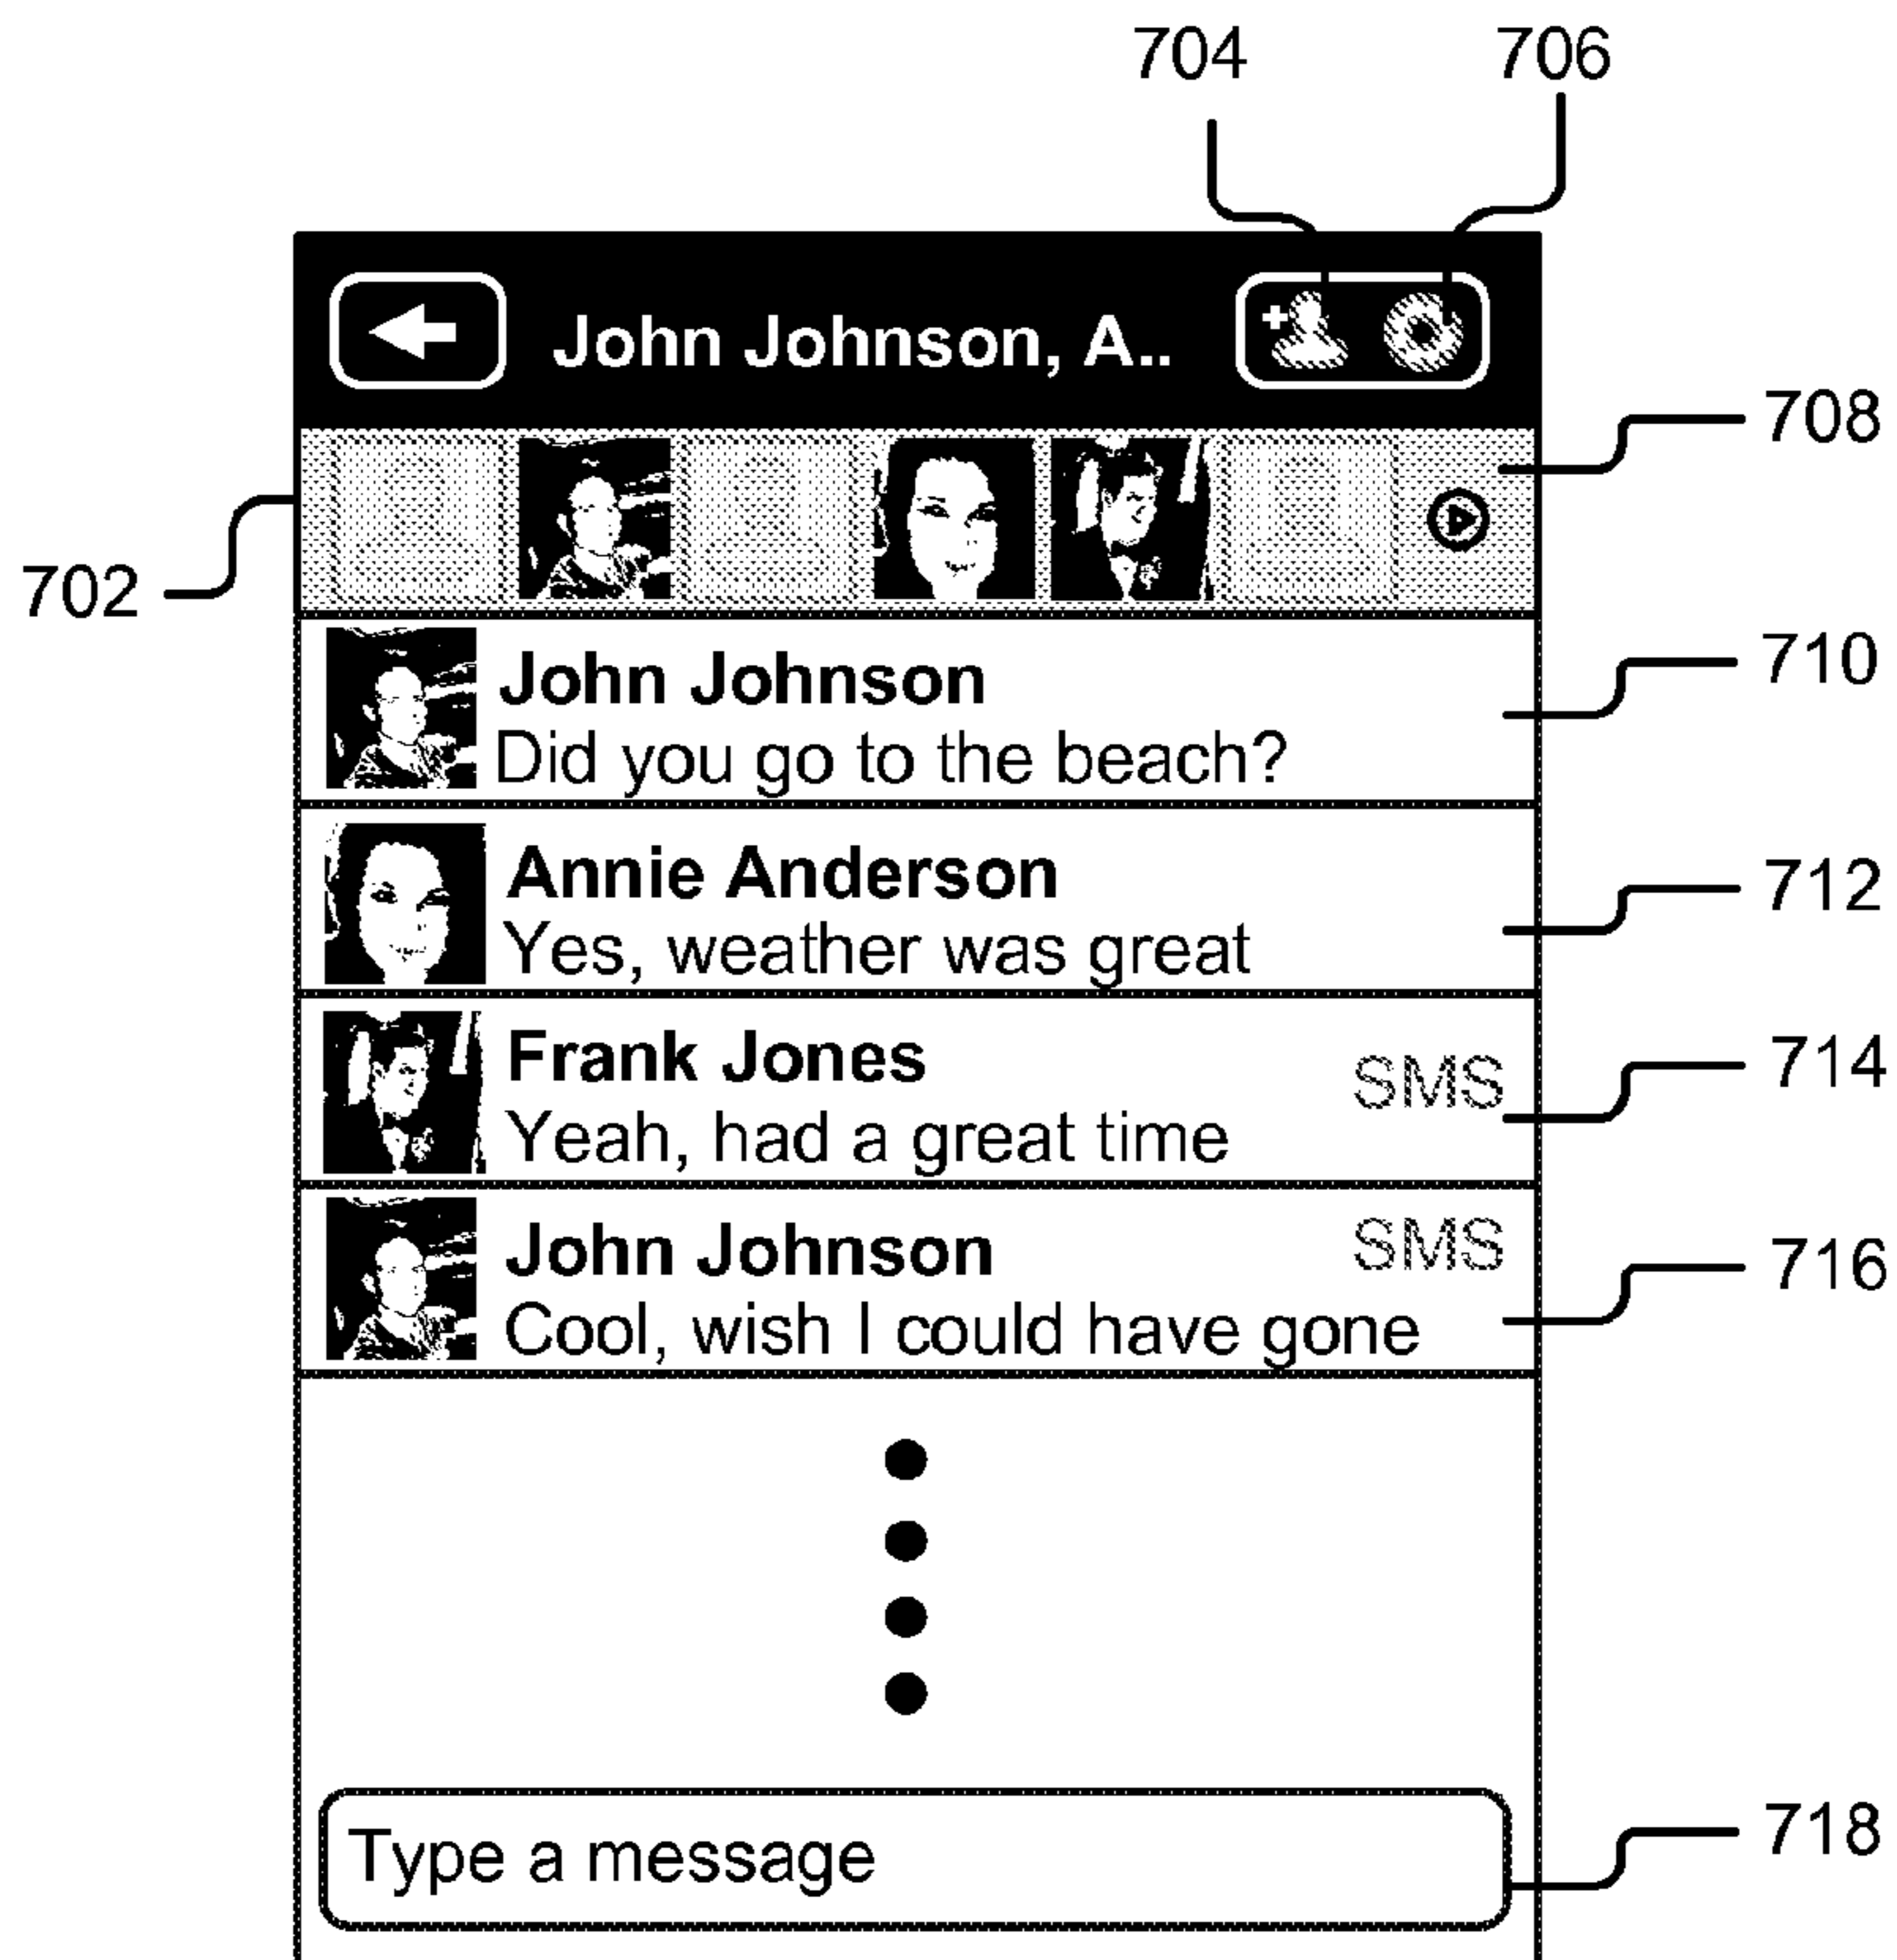 704 706
John Johnson, A..
708
702
710
John Johnson
Did you go to the beach?
712
Annie Anderson
Yes, weather was great
714
Frank Jones
SMS
Yeah, had a great time
716
John Johnson
SMS
Cool, wish I could have gone
718
Type a message